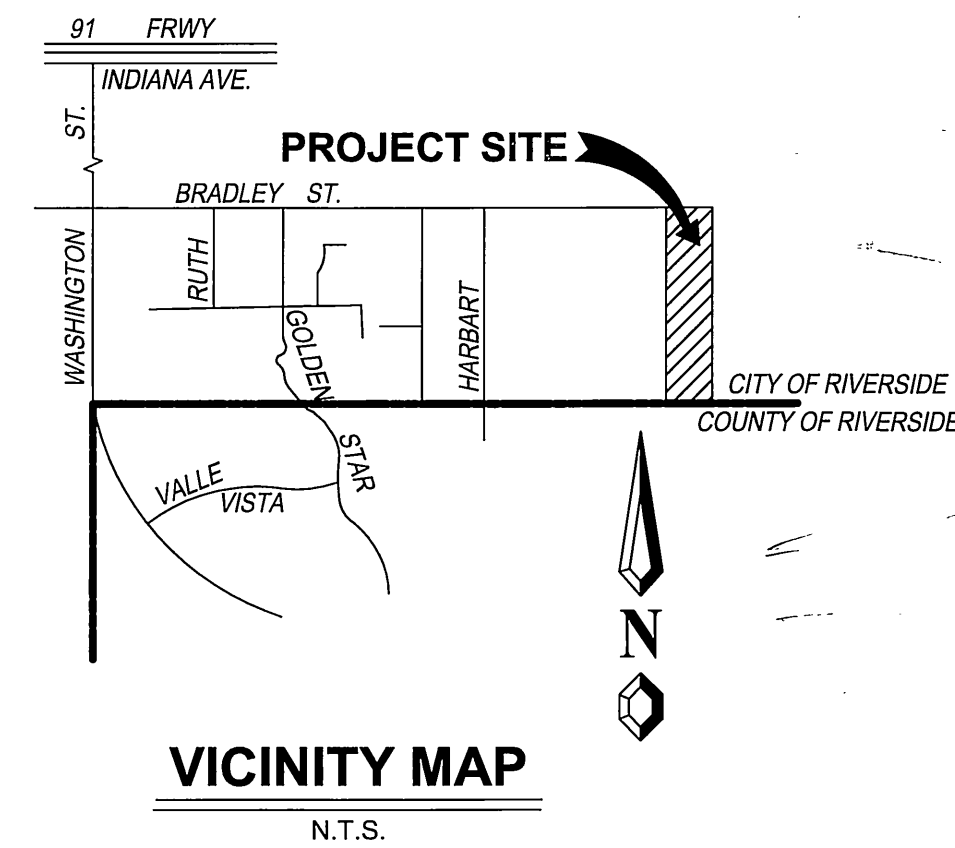 91 FRWY
INDIANA AVE.
ST.
PROJECT SITE
BRADLEY ST.
WASHINGTON
RUTH
GOLDEN
HARBART
CITY OF RIVERSIDE
COUNTY OF RIVERSIDE
STAR
VALLE
VISTA
N
VICINITY MAP
N.T.S.